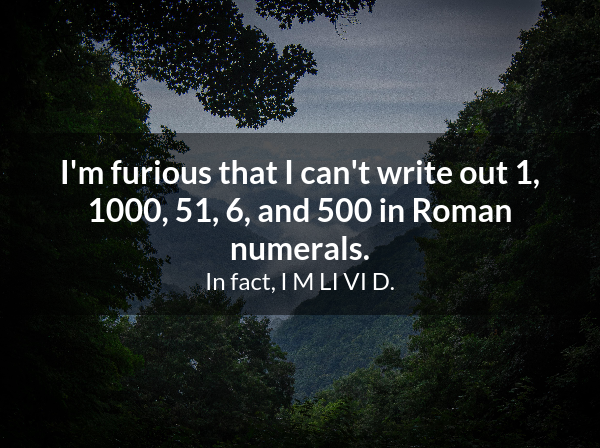 I'm furious that I can't write out 1,
1000, 51, 6, and 500 in Roman
numerals.
In fact, I M LI VI D.